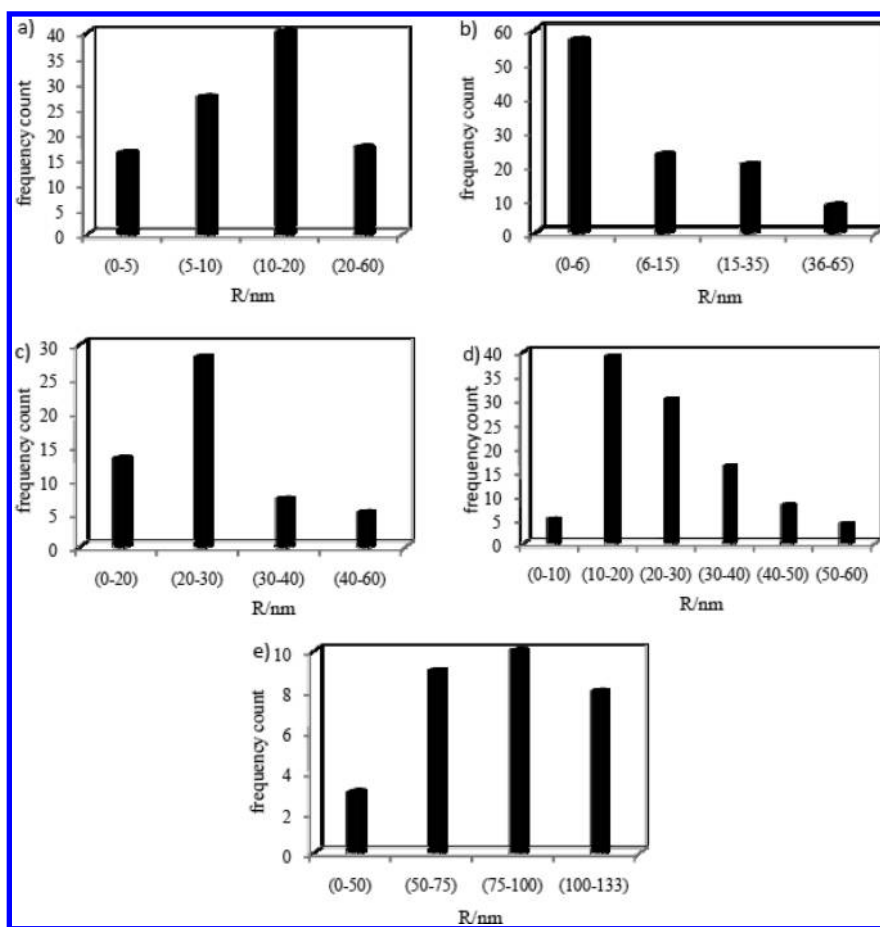 a)
frequency count
40
35
30
25
20
15
10
5
0
(0-5) (5-10) (10-20) (20-60)
R/nm
b)
frequency count
60
50
40
30
20
10
0
(0-6) (6-15) (15-35) (36-65)
R/nm
c)
frequency count
30
25
20
15
10
5
0
(0-20) (20-30) (30-40) (40-60)
R/nm
d)
frequency count
40
35
30
25
20
15
10
5
0
(0-10) (10-20) (20-30) (30-40) (40-50) (50-60)
R/nm
e)
frequency count
10
8
6
4
2
0
(0-50) (50-75) (75-100) (100-133)
R/nm